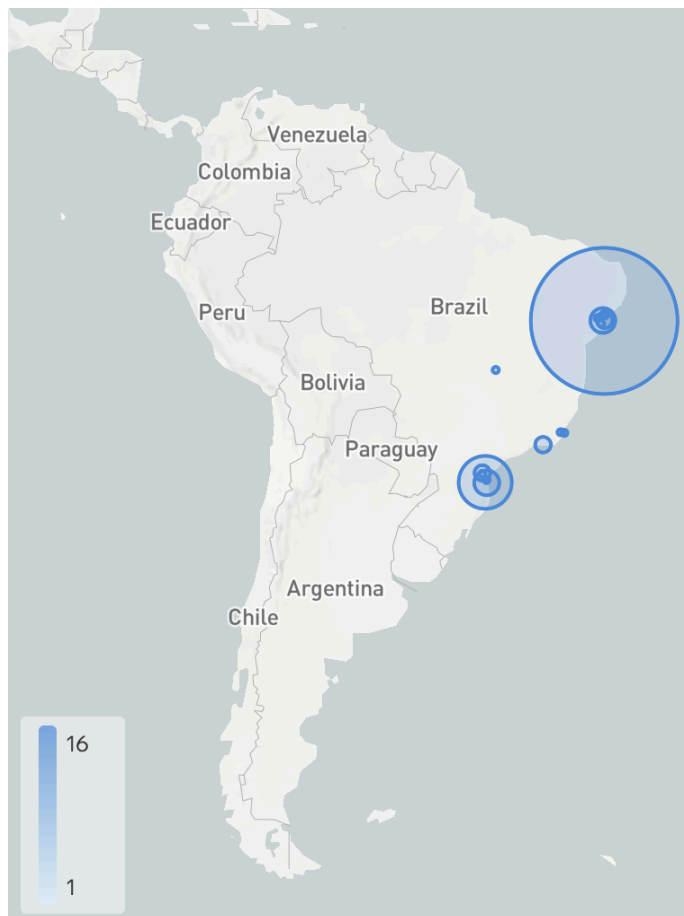 Venezuela
Colombia
Ecuador
Peru
Brazil
Bolivia
Paraguay
Argentina
Chile
16
1